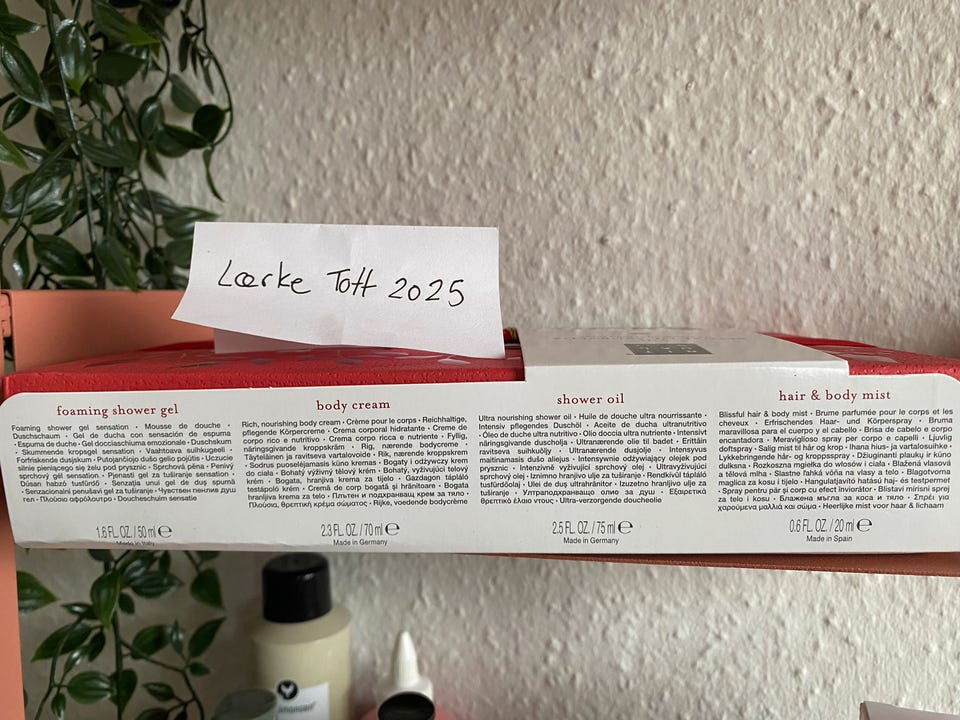 Lærke Toft 2025
foaming shower gel
Foaming shower gel sensation • Mousse de douche •
Duschschaum • Gel de ducha con sensación de espuma
• Espuma de duche • Gel docciaschiuma emozionale • Duschskum
• Skummende kropsgel sensation • Vaahtoava suihkugeeli •
Forfriskende dusjskum • Putojančiojo dušo gelio pojūtis • Uczucie
silnie pieniącego się żelu pod prysznic • Sprchová pěna • Penivý
sprchový gél sensation • Pjenasti gel za tuširanje sensation •
Dúsan habzó tusfürdő • Senzația unui gel de duș spumă
• Senzacionalni penušavi gel za tuširanje • Чувствен пенлив душ
гел • Πλούσιο αφρόλουτρο • Doucheschuim sensatie
1.6 FL. OZ. / 50 ml ℮
Made in Italy
body cream
Rich, nourishing body cream • Crème pour le corps • Reichhaltige,
pflegende Körpercreme • Crema corporal hidratante • Creme de
corpo rico e nutritivo • Crema corpo ricca e nutriente • Fyllig,
näringsgivande kroppskräm • Rig, nærende bodycreme •
Täyteläinen ja ravitseva vartalovoide • Rik, nærende kroppskrem
• Sodrus puoselėjamasis kūno kremas • Bogaty i odżywczy krem
do ciała • Bohatý výživný tělový krém • Bohatý, vyživujúci telový
krém • Bogata, hranjiva krema za tijelo • Gazdagon tápláló
testápoló krém • Cremă de corp bogată și hrănitoare • Bogata
hranljiva krema za telo • Плътен и подхранващ крем за тяло •
Πλούσια, θρεπτική κρέμα σώματος • Rijke, voedende bodycrème
2.3 FL. OZ. / 70 ml ℮
Made in Germany
shower oil
Ultra nourishing shower oil • Huile de douche ultra nourrissante •
Intensiv pflegendes Duschöl • Aceite de ducha ultranutritivo
• Óleo de duche ultra nutritivo • Olio doccia ultra nutriente • Intensivt
näringsgivande duscholja • Ultranærende olie til badet • Erittäin
ravitseva suihkuöljy • Ultranærende dusjolje • Intensyvus
maitinamasis dušo aliejus • Intensywnie odżywiający olejek pod
prysznic • Intenzivně vyživující sprchový olej • Ultravyživujúci
sprchový olej • Iznimno hranjivo ulje za tuširanje • Rendkívül tápláló
tusfürdőolaj • Ulei de duș ultrahrănitor • Izuzetno hranljivo ulje za
tuširanje • Ултраподхранващо олио за душ • Εξαιρετικά
θρεπτικό έλαιο ντους • Ultra-verzorgende doucheolie
2.5 FL. OZ. / 75 ml ℮
Made in Germany
hair & body mist
Blissful hair & body mist • Brume parfumée pour le corps et les
cheveux • Erfrischendes Haar- und Körperspray • Bruma
maravillosa para el cuerpo y el cabello • Brisa de cabelo e corpo
encantadora • Meraviglioso spray per corpo e capelli • Ljuvlig
doftspray • Salig mist til hår og krop • Ihana hius- ja vartalosuihke •
Lykkebringende hår- og kroppsspray • Džiuginanti plaukų ir kūno
dulksna • Rozkoszna mgiełka do włosów i ciała • Blažená vlasová
a tělová mlha • Slastne ľahká vôňa na vlasy a telo • Blagotvorna
maglica za kosu i tijelo • Hangulatjavító hatású haj- és testpermet
• Spray pentru păr și corp cu efect înviorător • Blistavi mirisni sprej
za telo i kosu • Блажена мъгла за коса и тяло • Σπρέι για
χαρούμενα μαλλιά και σώμα • Heerlijke mist voor haar & lichaam
0.6 FL. OZ. / 20 ml ℮
Made in Spain